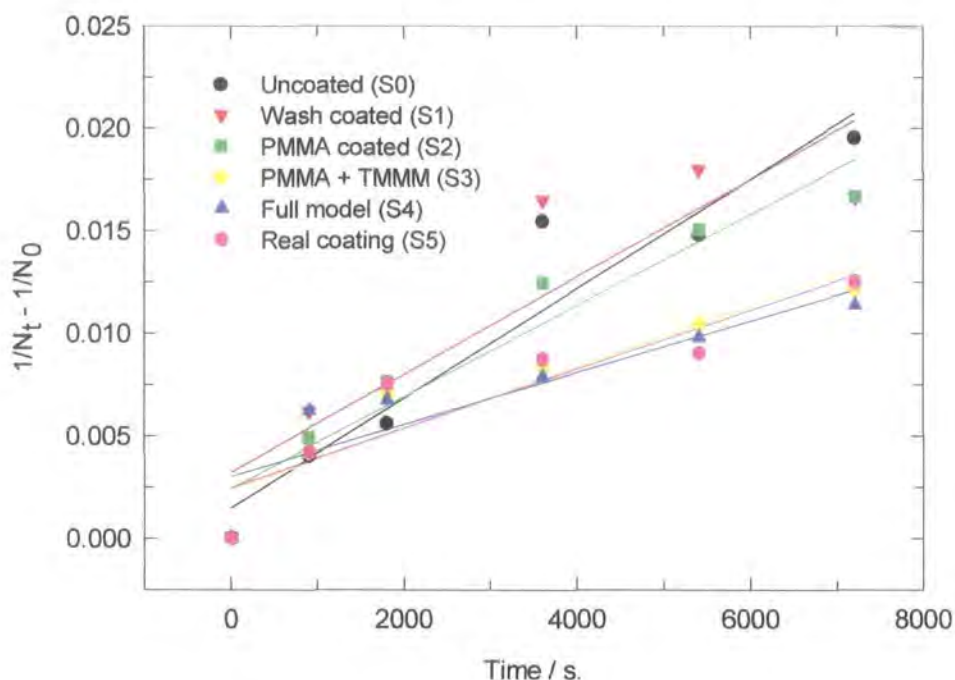 0.025
0.020
0.015
0.010
0.005
0.000
1/Nt - 1/N0
Uncoated (S0)
Wash coated (S1)
PMMA coated (S2)
PMMA + TMMM (S3)
Full model (S4)
Real coating (S5)
0 2000 4000 6000 8000
Time / s.